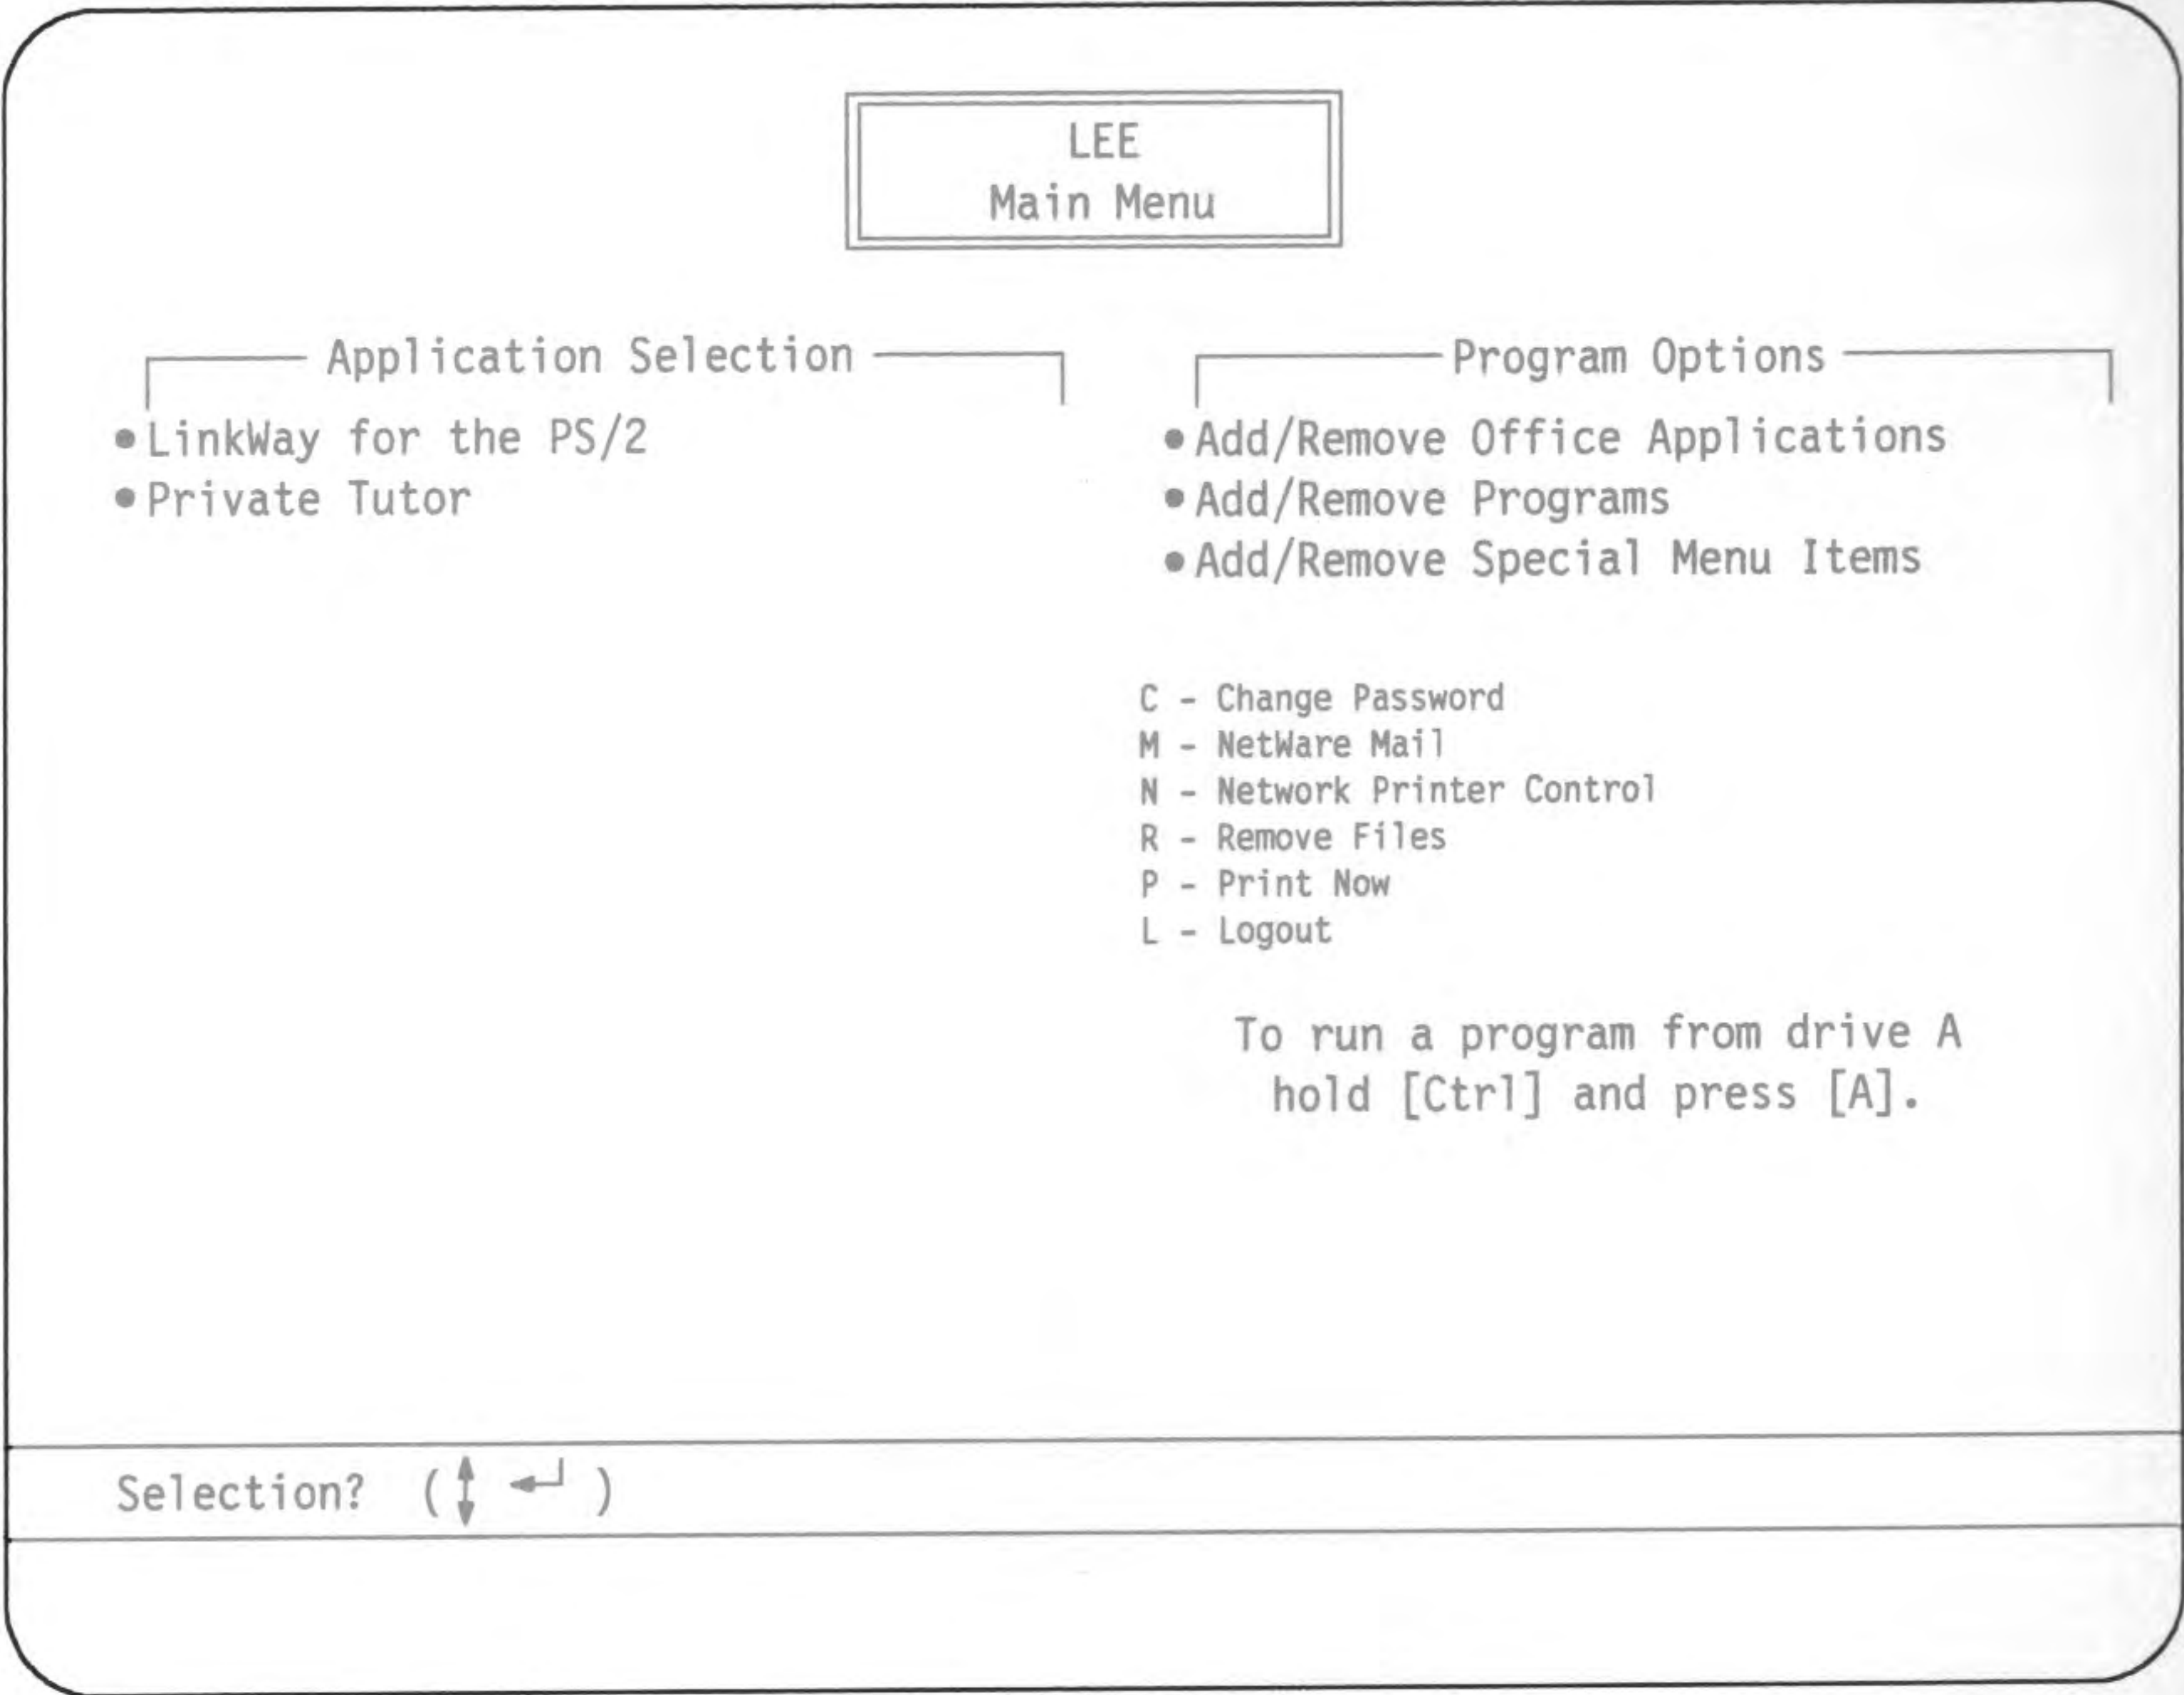 LEE
Main Menu
Application Selection
•LinkWay for the PS/2
•Private Tutor
Program Options
•Add/Remove Office Applications
•Add/Remove Programs
•Add/Remove Special Menu Items
C - Change Password
M - NetWare Mail
N - Network Printer Control
R - Remove Files
P - Print Now
L - Logout
To run a program from drive A
hold [Ctrl] and press [A].
Selection? (↕ ↵)